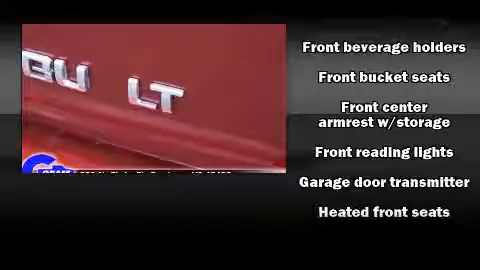 BU LT
Front beverage holders
Front bucket seats
Front center
armrest w/storage
Front reading lights
Garage door transmitter
Heated front seats